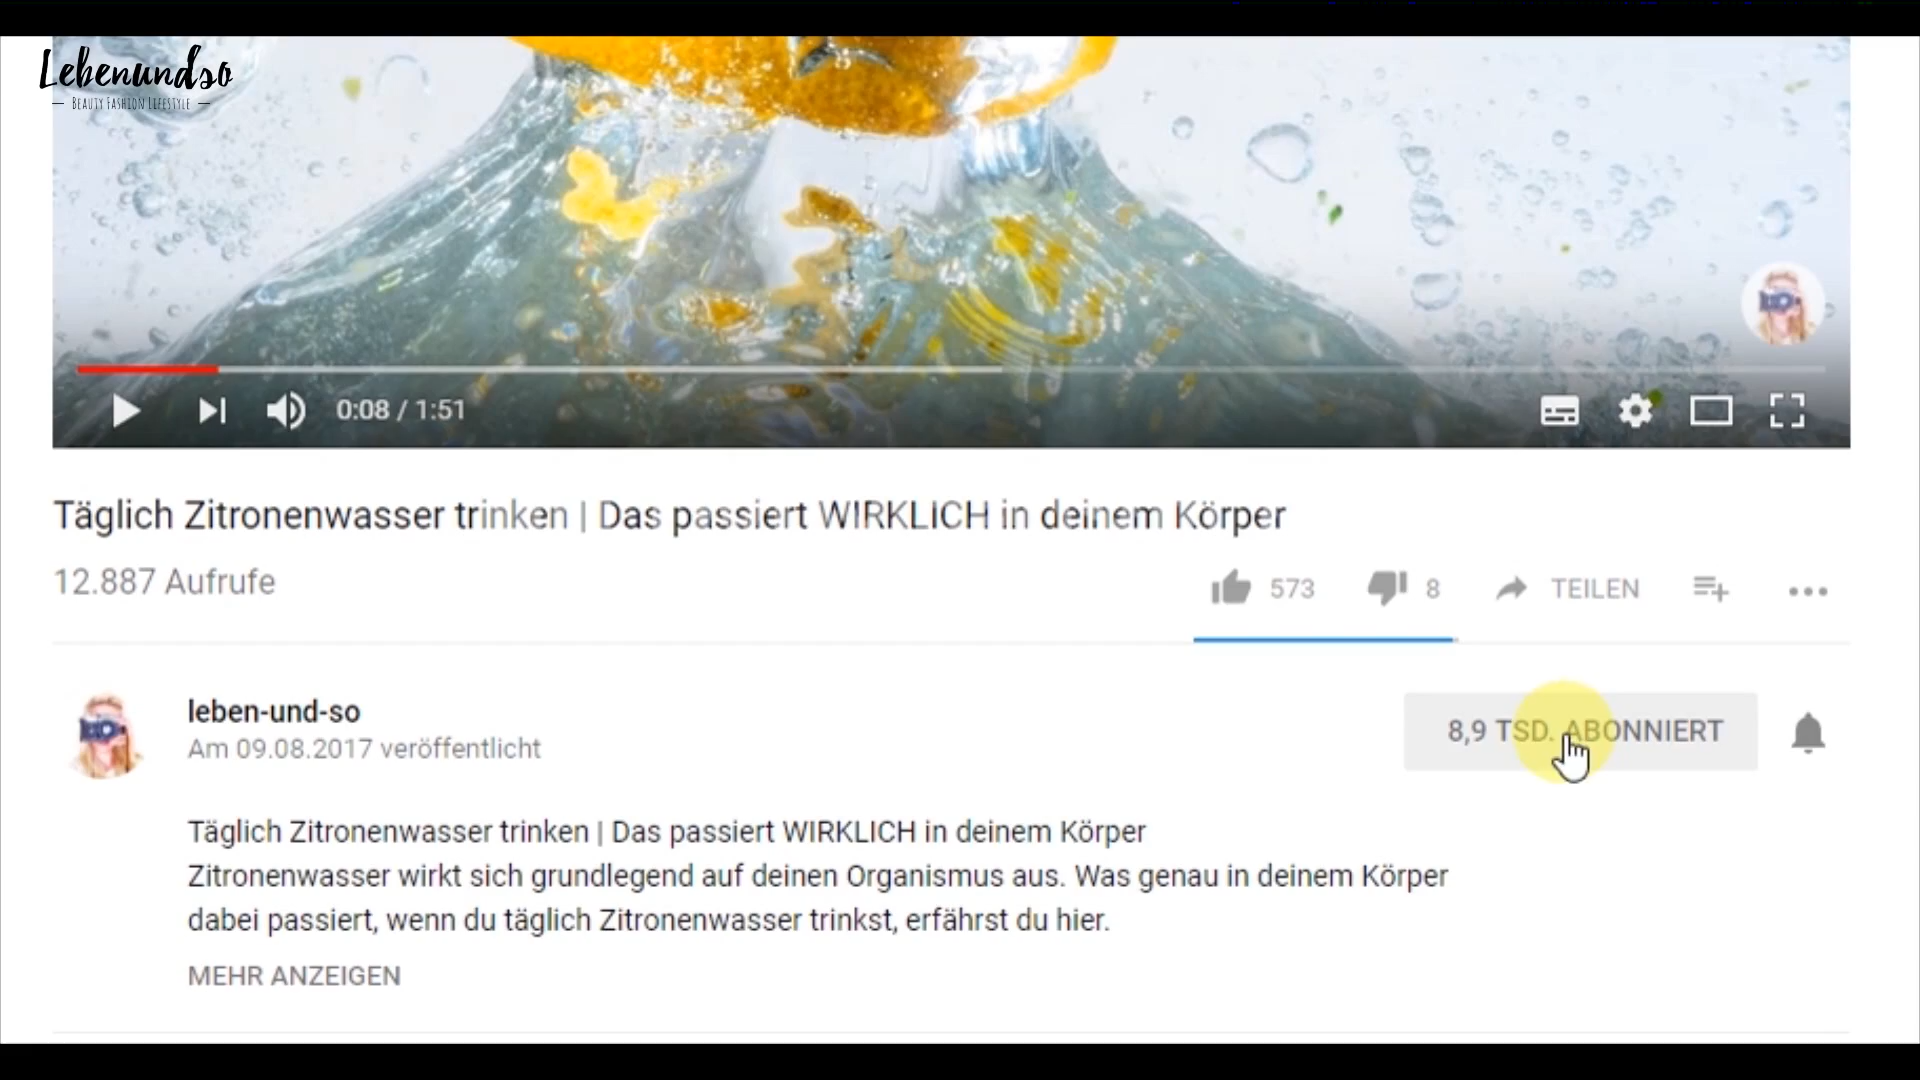 Lebenundso
BEAUTY FASHION LIFESTYLE
0:08 / 1:51
Täglich Zitronenwasser trinken | Das passiert WIRKLICH in deinem Körper
12.887 Aufrufe
573
8
TEILEN
leben-und-so
Am 09.08.2017 veröffentlicht
8,9 TSD. ABONNIERT
Täglich Zitronenwasser trinken | Das passiert WIRKLICH in deinem Körper
Zitronenwasser wirkt sich grundlegend auf deinen Organismus aus. Was genau in deinem Körper
dabei passiert, wenn du täglich Zitronenwasser trinkst, erfährst du hier.
MEHR ANZEIGEN